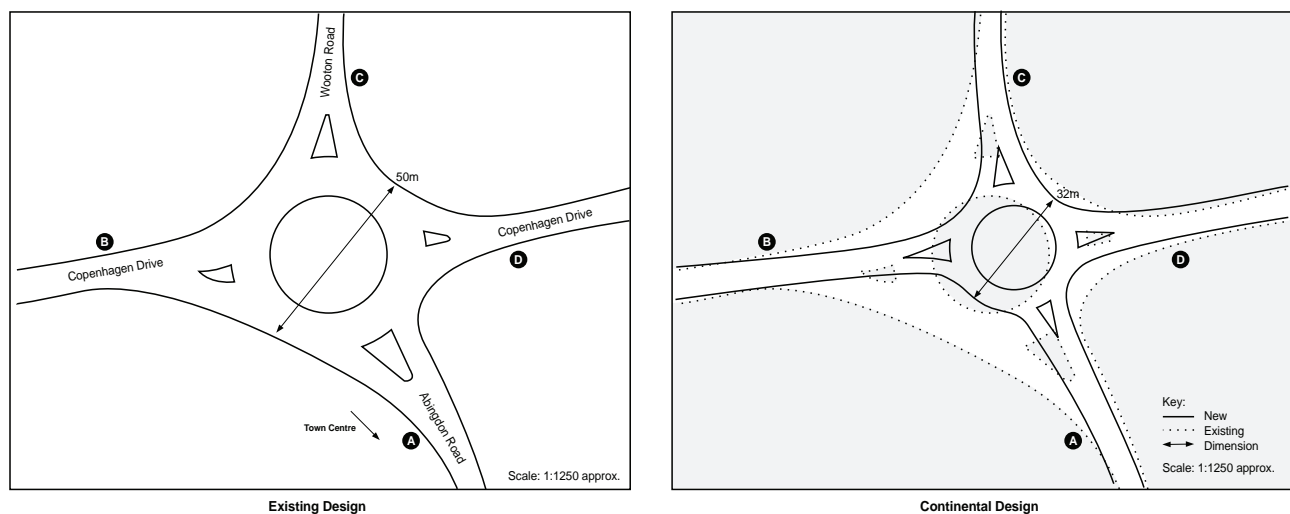 Wooton Road
C
50m
Copenhagen Drive
B
Copenhagen Drive
D
Abingdon Road
Town Centre
A
Scale: 1:1250 approx.
Existing Design
C
32m
B
D
A
Key:
New
Existing
Dimension
Scale: 1:1250 approx.
Continental Design